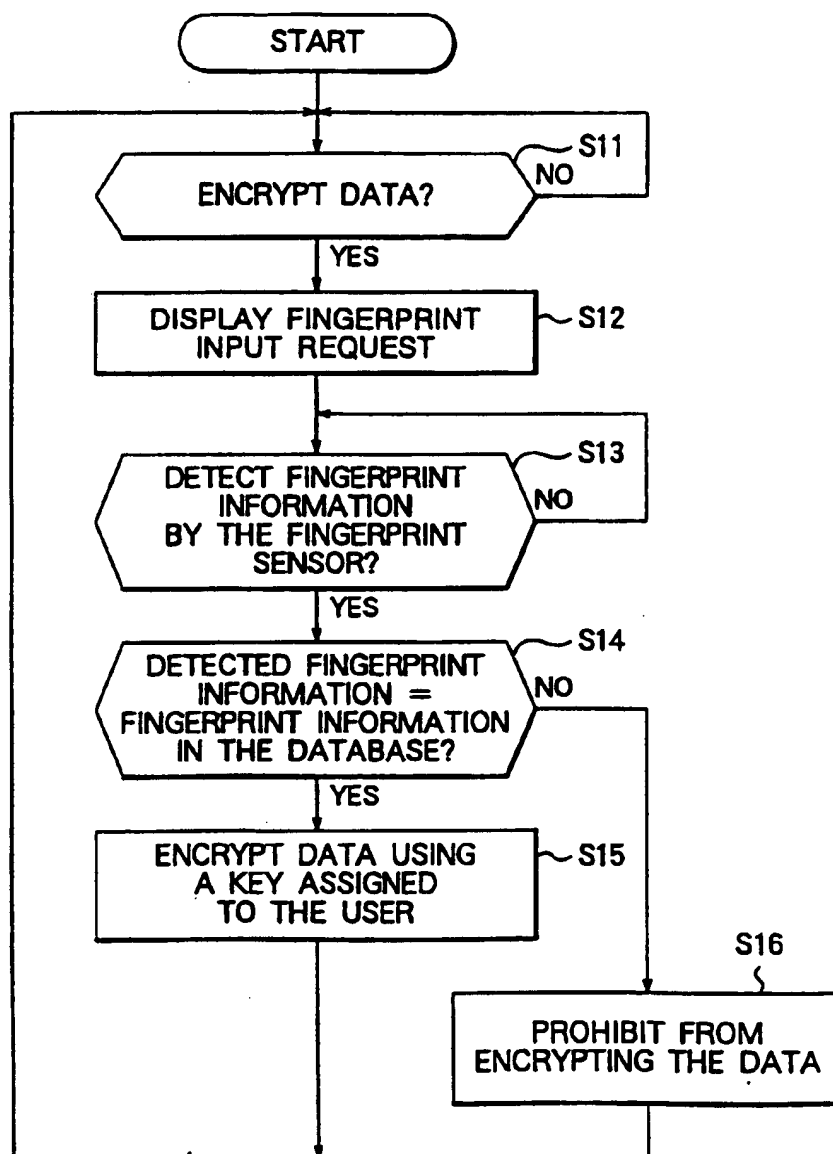 START
S11
ENCRYPT DATA?
NO
YES
DISPLAY FINGERPRINT
INPUT REQUEST
S12
S13
DETECT FINGERPRINT
INFORMATION
BY THE FINGERPRINT
SENSOR?
NO
YES
S14
DETECTED FINGERPRINT
INFORMATION =
FINGERPRINT INFORMATION
IN THE DATABASE?
NO
YES
ENCRYPT DATA USING
A KEY ASSIGNED
TO THE USER
S15
S16
PROHIBIT FROM
ENCRYPTING THE DATA